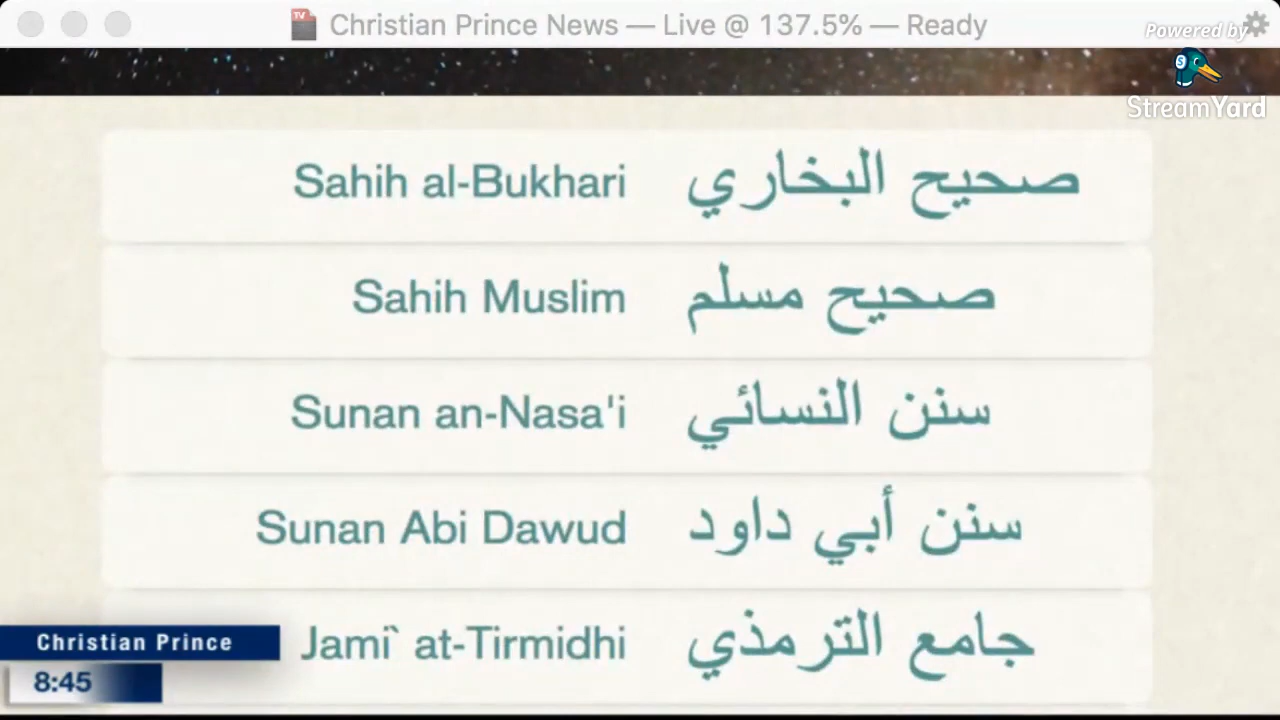 TV
Christian Prince News — Live @ 137.5% — Ready
Powered by
S
StreamYard
Sahih al-Bukhari صحيح البخاري
Sahih Muslim صحيح مسلم
Sunan an-Nasa'i سنن النسائي
Sunan Abi Dawud سنن أبي داود
Jami` at-Tirmidhi جامع الترمذي
Christian Prince
8:45